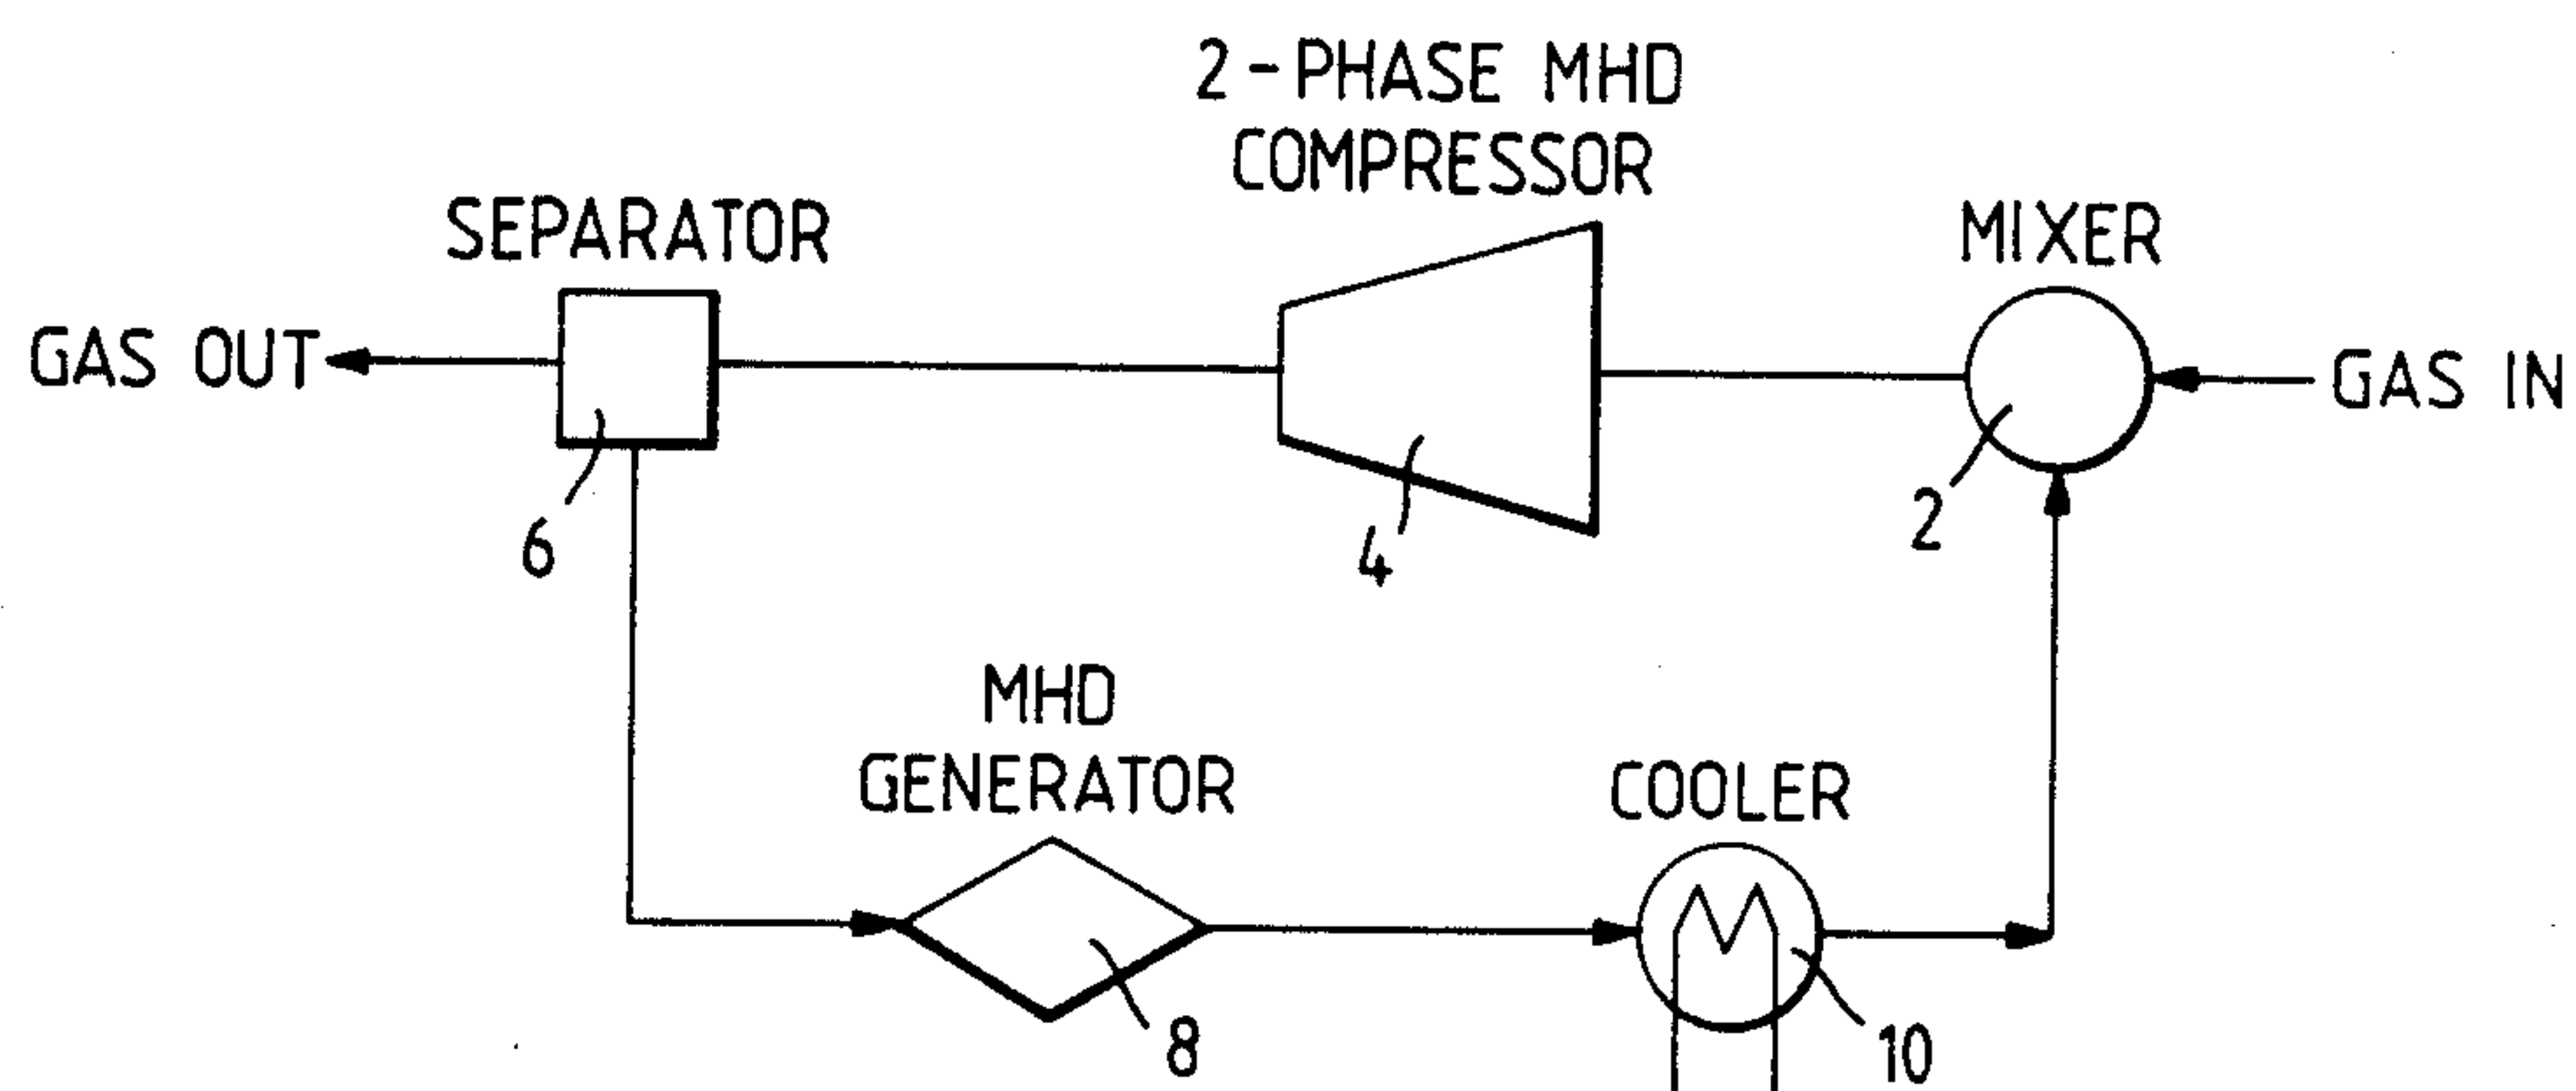 2-PHASE MHD
COMPRESSOR
SEPARATOR
MIXER
GAS OUT
GAS IN
6
4
2
MHD
GENERATOR
COOLER
8
10